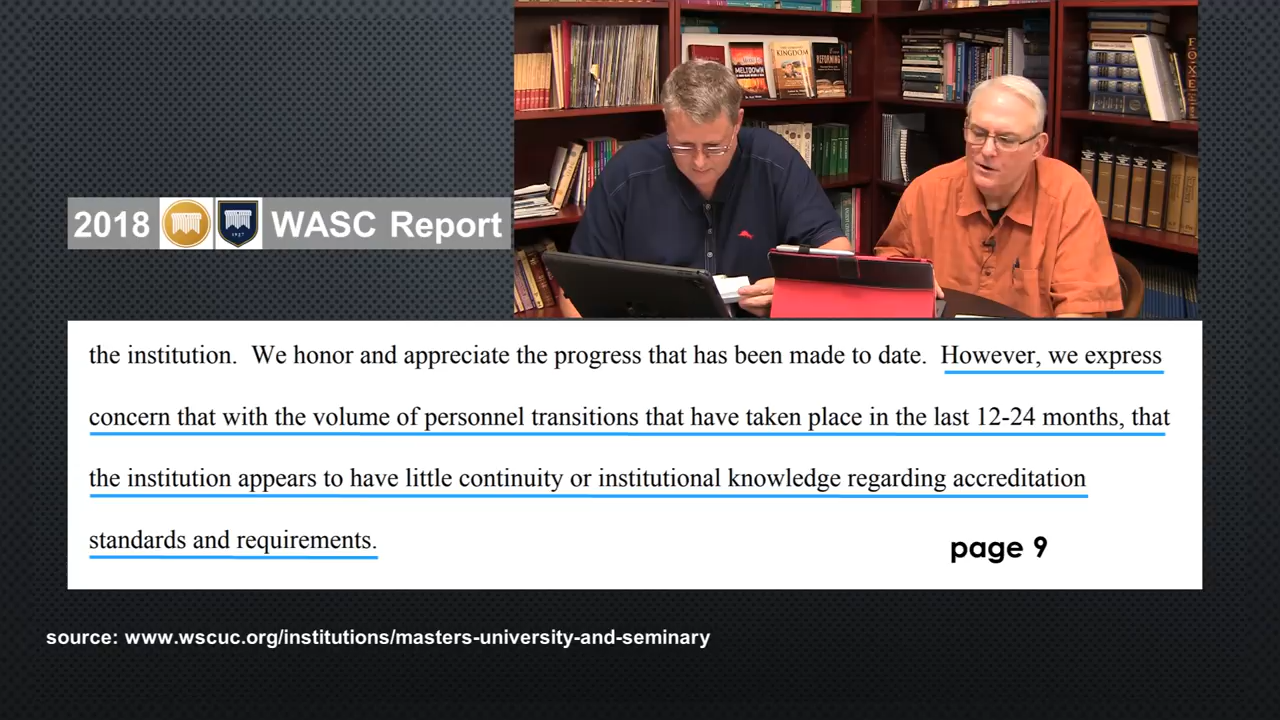 MELTDOWN
KINGDOM
REFORMING
2018 WASC Report
the institution.  We honor and appreciate the progress that has been made to date.  However, we express
concern that with the volume of personnel transitions that have taken place in the last 12-24 months, that
the institution appears to have little continuity or institutional knowledge regarding accreditation
standards and requirements.
page 9
source: www.wscuc.org/institutions/masters-university-and-seminary